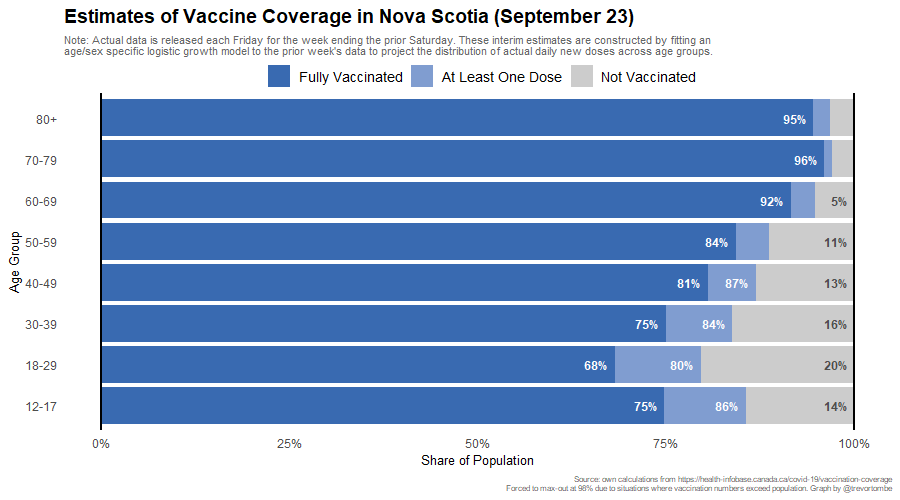 Estimates of Vaccine Coverage in Nova Scotia (September 23)
Note: Actual data is released each Friday for the week ending the prior Saturday. These interim estimates are constructed by fitting an
age/sex specific logistic growth model to the prior week's data to project the distribution of actual daily new doses across age groups.
Fully Vaccinated At Least One Dose Not Vaccinated
80+ 95%
70-79 96%
60-69 92% 5%
50-59 84% 11%
40-49 81% 87% 13%
30-39 75% 84% 16%
18-29 68% 80% 20%
12-17 75% 86% 14%
Age Group
0% 25% 50% 75% 100%
Share of Population
Source: own calculations from https://health-infobase.canada.ca/covid-19/vaccination-coverage
Forced to max-out at 98% due to situations where vaccination numbers exceed population. Graph by @trevortombe